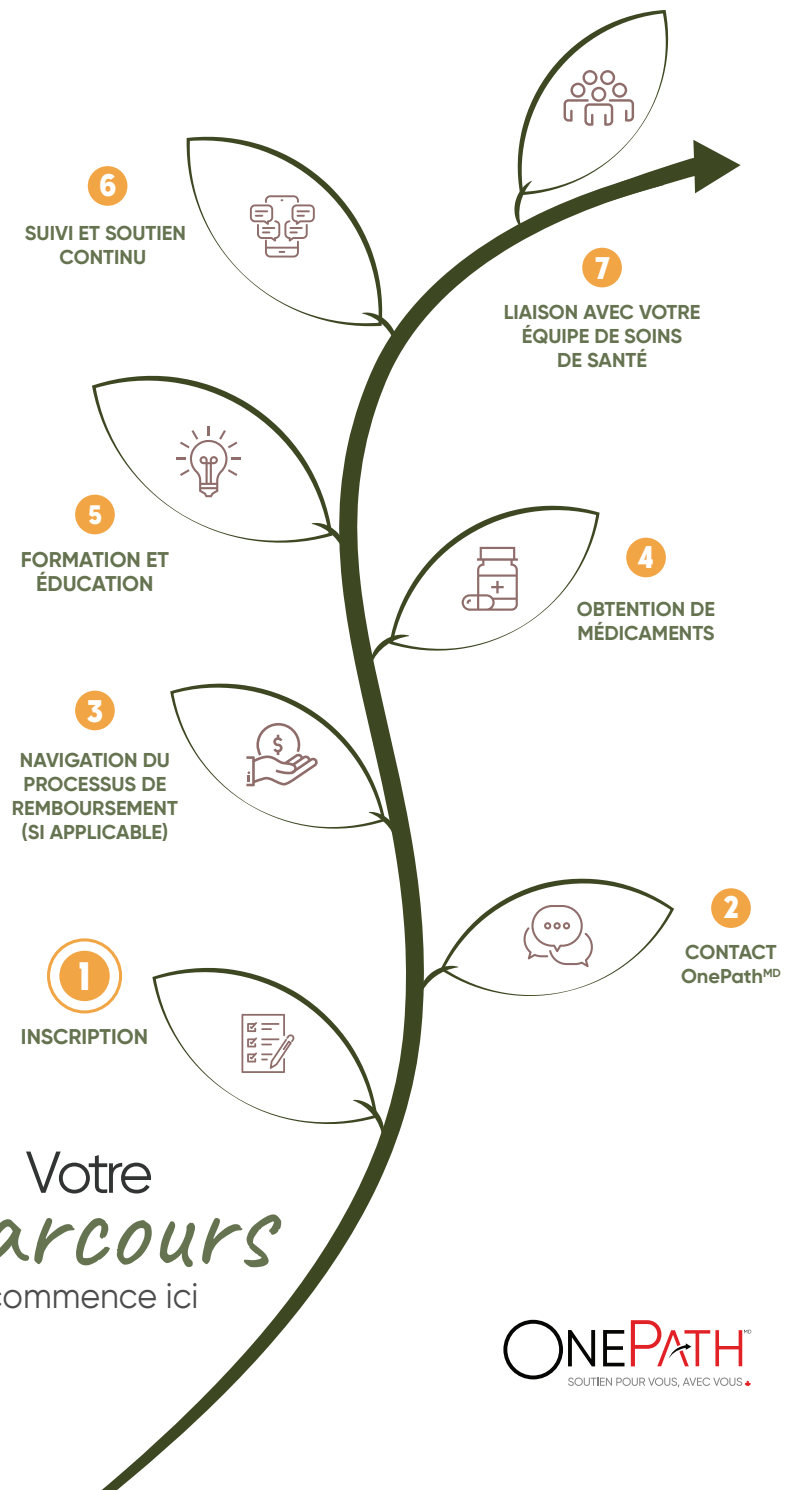 6
SUIVI ET SOUTIEN
CONTINU
7
LIAISON AVEC VOTRE
ÉQUIPE DE SOINS
DE SANTÉ
5
FORMATION ET
ÉDUCATION
4
OBTENTION DE
MÉDICAMENTS
3
NAVIGATION DU
PROCESSUS DE
REMBOURSEMENT
(SI APPLICABLE)
$
2
CONTACT
OnePathMD
1
INSCRIPTION
Votre
arcours
commence ici
ONEPATH MD
SOUTIEN POUR VOUS, AVEC VOUS